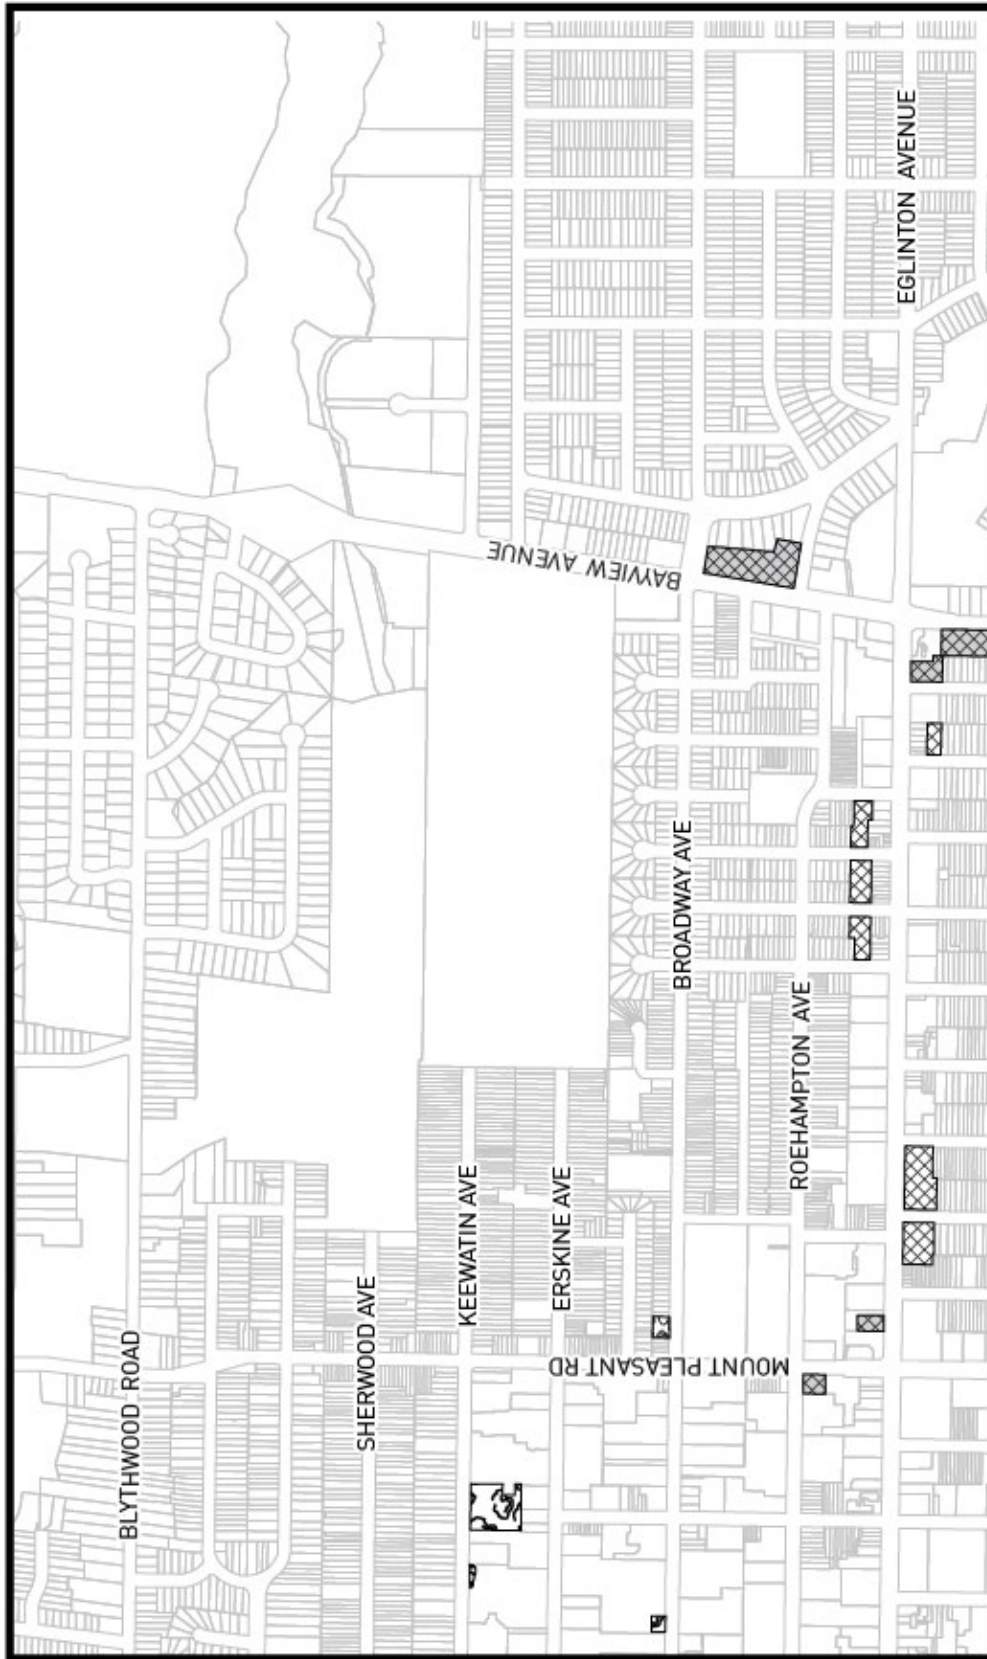 EGLINTON AVENUE
BAYVIEW AVENUE
BROADWAY AVE
ROEHAMPTON AVE
KEEWATIN AVE
ERSKINE AVE
SHERWOOD AVE
BLYTHWOOD ROAD
MOUNT PLEASANT RD